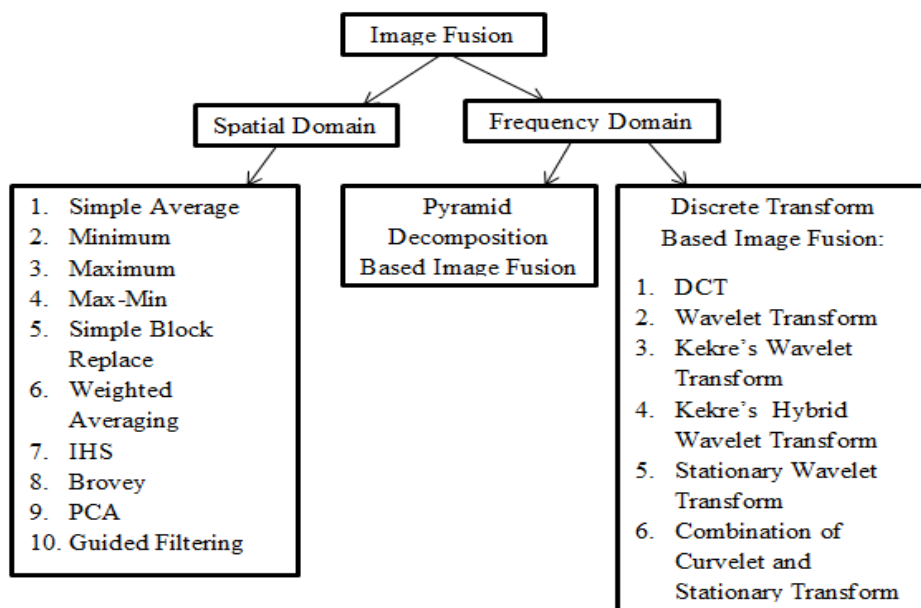 Image Fusion
Spatial Domain
Frequency Domain
1. Simple Average
2. Minimum
3. Maximum
4. Max-Min
5. Simple Block
Replace
6. Weighted
Averaging
7. IHS
8. Brovey
9. PCA
10. Guided Filtering
Pyramid
Decomposition
Based Image Fusion
Discrete Transform
Based Image Fusion:
1. DCT
2. Wavelet Transform
3. Kekre's Wavelet
Transform
4. Kekre's Hybrid
Wavelet Transform
5. Stationary Wavelet
Transform
6. Combination of
Curvelet and
Stationary Transform